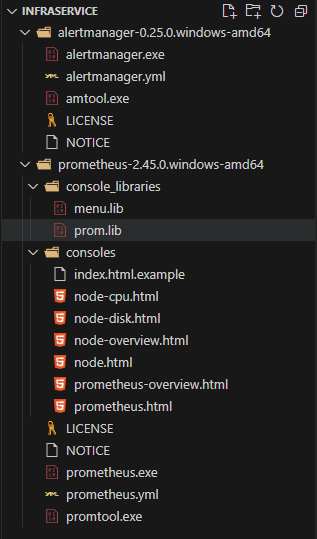 INFRASERVICE
alertmanager-0.25.0.windows-amd64
alertmanager.exe
alertmanager.yml
amtool.exe
LICENSE
NOTICE
prometheus-2.45.0.windows-amd64
console_libraries
menu.lib
prom.lib
consoles
index.html.example
node-cpu.html
node-disk.html
node-overview.html
node.html
prometheus-overview.html
prometheus.html
LICENSE
NOTICE
prometheus.exe
prometheus.yml
promtool.exe